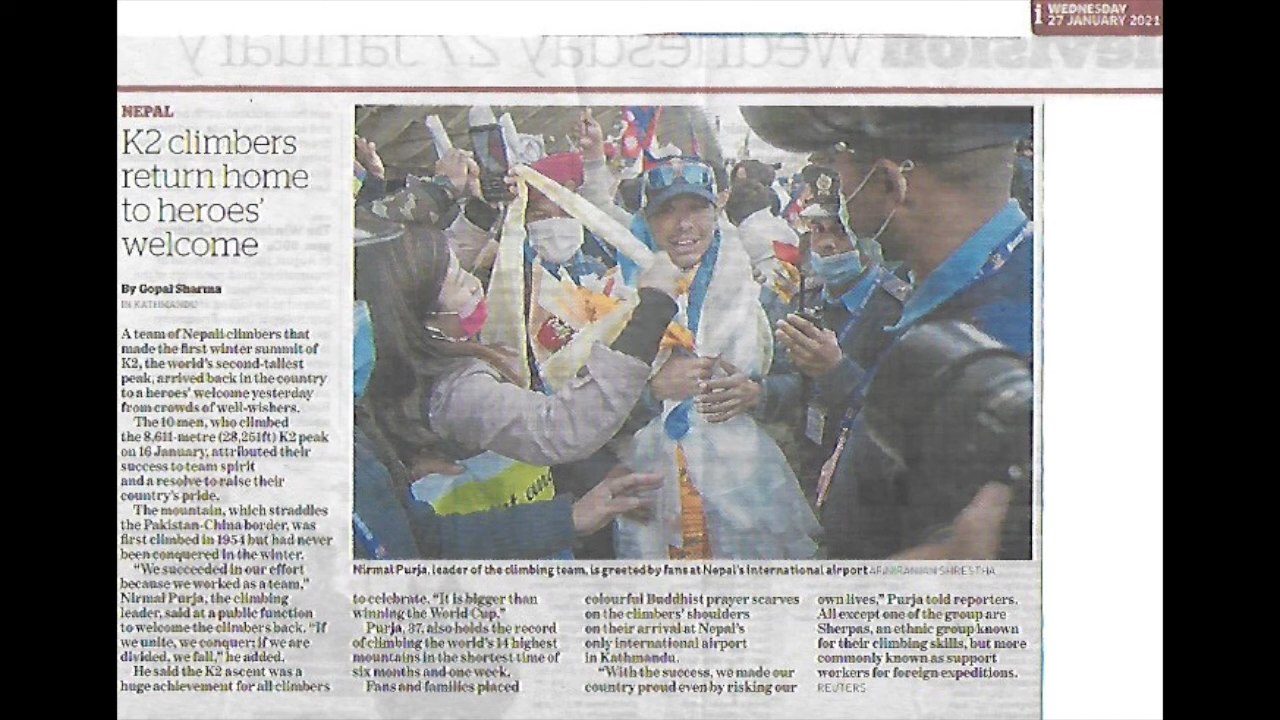 i WEDNESDAY
27 JANUARY 2021
NEPAL
K2 climbers
return home
to heroes'
welcome
By Gopal Sharma
IN KATHMANDU
A team of Nepali climbers that
made the first winter summit of
K2, the world's second-tallest
peak, arrived back in the country
to a heroes' welcome yesterday
from crowds of well-wishers.
The 10 men, who climbed
the 8,611-metre (28,251ft) K2 peak
on 16 January, attributed their
success to team spirit
and a resolve to raise their
country's pride.
The mountain, which straddles
the Pakistan-China border, was
first climbed in 1954 but had never
been conquered in the winter.
"We succeeded in our effort
because we worked as a team,"
Nirmal Purja, the climbing
leader, said at a public function
to welcome the climbers back. "If
we unite, we conquer; if we are
divided, we fall," he added.
He said the K2 ascent was a
huge achievement for all climbers
Nirmal Purja, leader of the climbing team, is greeted by fans at Nepal's international airport AP/NIRANJAN SHRESTHA
to celebrate. "It is bigger than
winning the World Cup."
Purja, 37, also holds the record
of climbing the world's 14 highest
mountains in the shortest time of
six months and one week.
Fans and families placed
colourful Buddhist prayer scarves
on the climbers' shoulders
on their arrival at Nepal's
only international airport
in Kathmandu.
"With the success, we made our
country proud even by risking our
own lives," Purja told reporters.
All except one of the group are
Sherpas, an ethnic group known
for their climbing skills, but more
commonly known as support
workers for foreign expeditions.
REUTERS